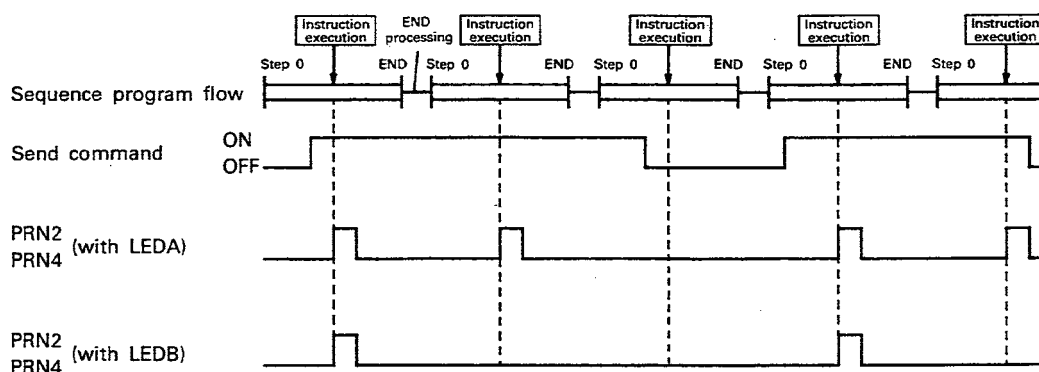 Instruction execution
END processing
Instruction execution
Instruction execution
Instruction execution
Instruction execution
Step 0 END Step 0 END Step 0 END Step 0 END Step 0
Sequence program flow
Send command ON
OFF
PRN2
PRN4 (with LEDA)
PRN2
PRN4 (with LEDB)